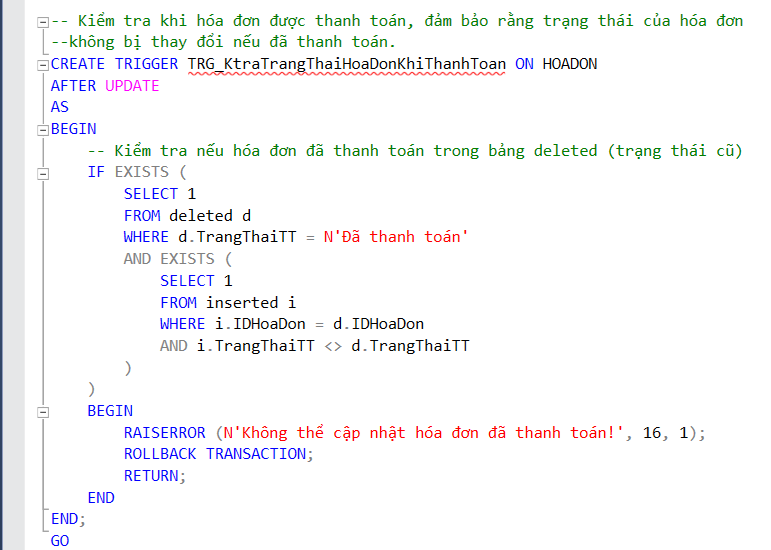 -- Kiểm tra khi hóa đơn được thanh toán, đảm bảo rằng trạng thái của hóa đơn
--không bị thay đổi nếu đã thanh toán.
CREATE TRIGGER TRG_KtraTrangThaiHoaDonKhiThanhToan ON HOADON
AFTER UPDATE
AS
BEGIN
    -- Kiểm tra nếu hóa đơn đã thanh toán trong bảng deleted (trạng thái cũ)
    IF EXISTS (
        SELECT 1
        FROM deleted d
        WHERE d.TrangThaiTT = N'Đã thanh toán'
        AND EXISTS (
            SELECT 1
            FROM inserted i
            WHERE i.IDHoaDon = d.IDHoaDon
            AND i.TrangThaiTT <> d.TrangThaiTT
        )
    )
    BEGIN
        RAISERROR (N'Không thể cập nhật hóa đơn đã thanh toán!', 16, 1);
        ROLLBACK TRANSACTION;
        RETURN;
    END
END;
GO